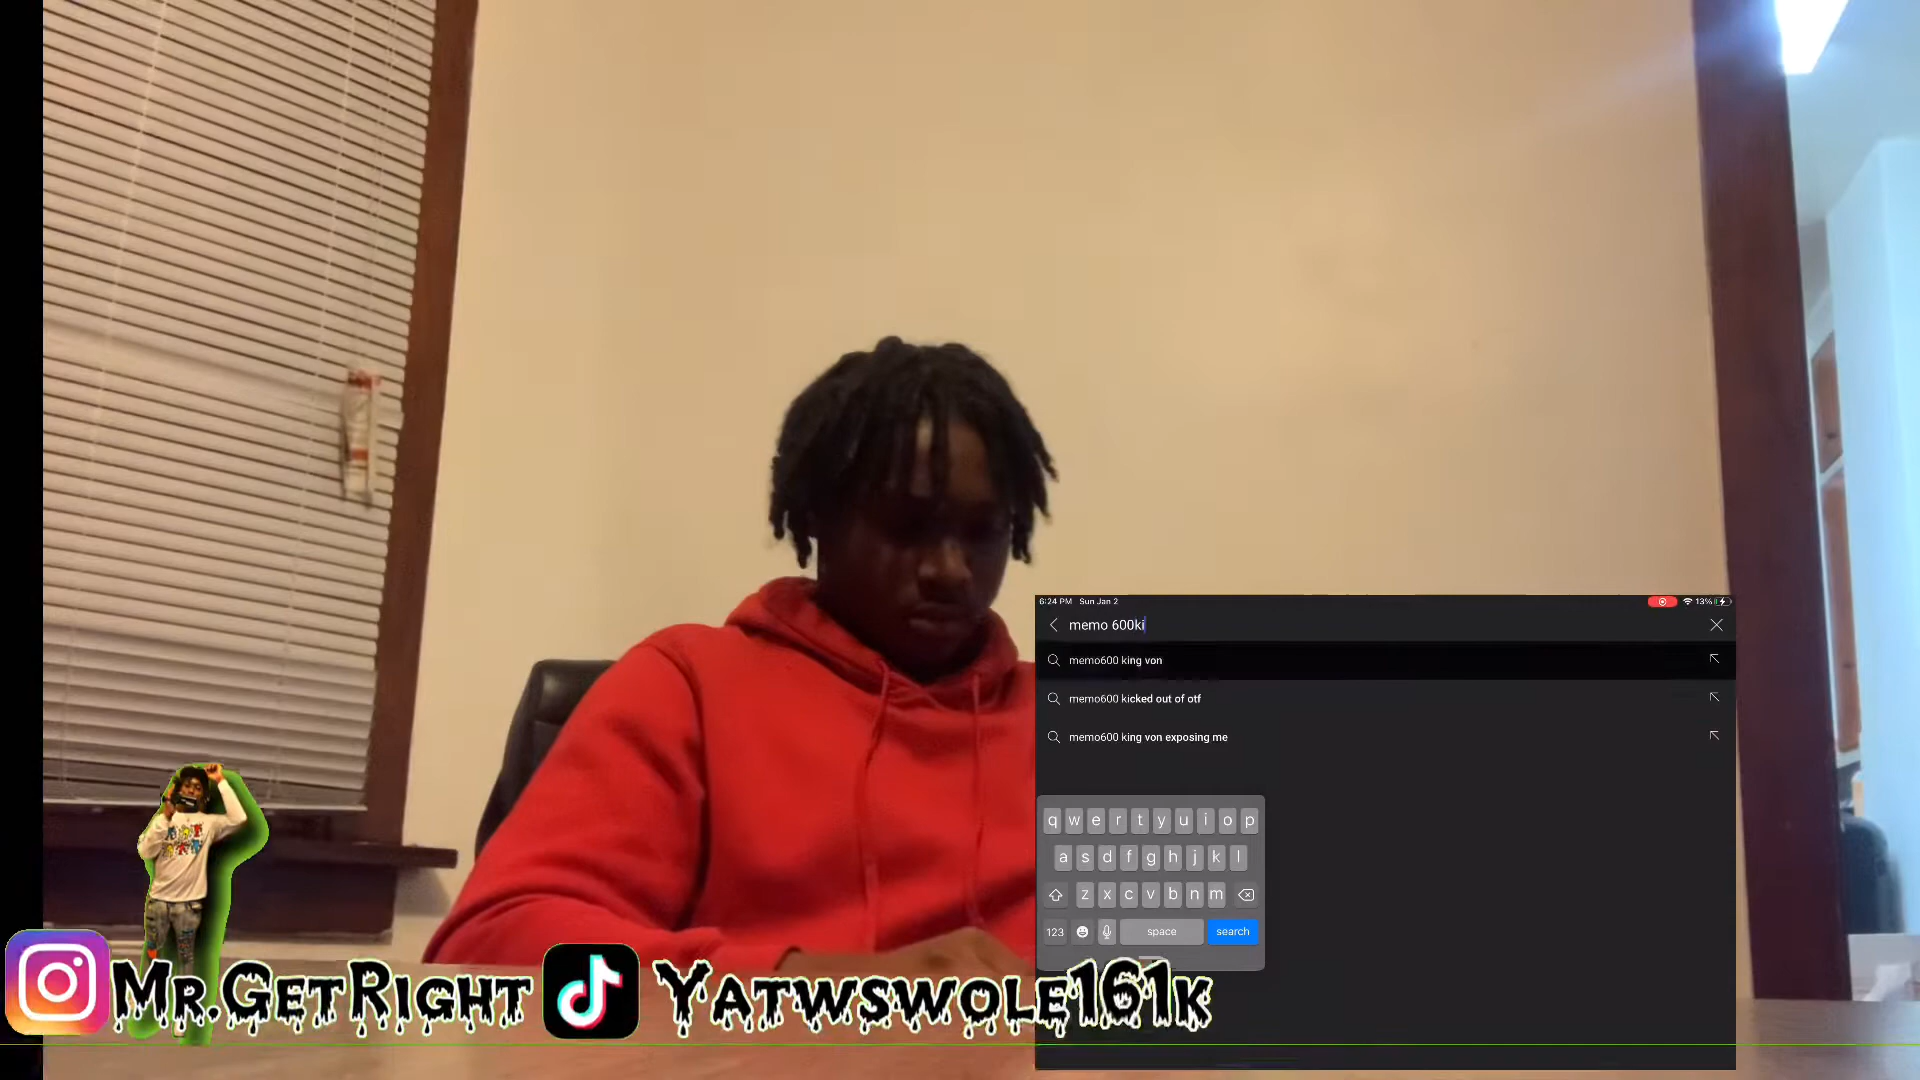 6:24 PM Sun Jan 2
13%
memo 600ki
memo600 king von
memo600 kicked out of otf
memo600 king von exposing me
q w e r t y u i o p
a s d f g h j k l
z x c v b n m
123 space search
Mr.GetRight Yatwswole161k